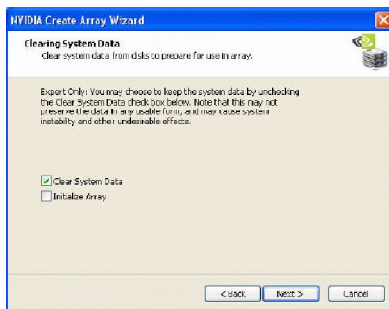 NVIDIA Create Array Wizard
Clearing System Data
Clear system data from disks to prepare for use in array.
Expert Only: You may choose to keep the system data by unchecking
the Clear System Data check box below. Note that this may not
preserve the data in any usable form, and may cause system
instability and other undesirable effects.
Clear System Data
Initialize Array
< Back Next > Cancel